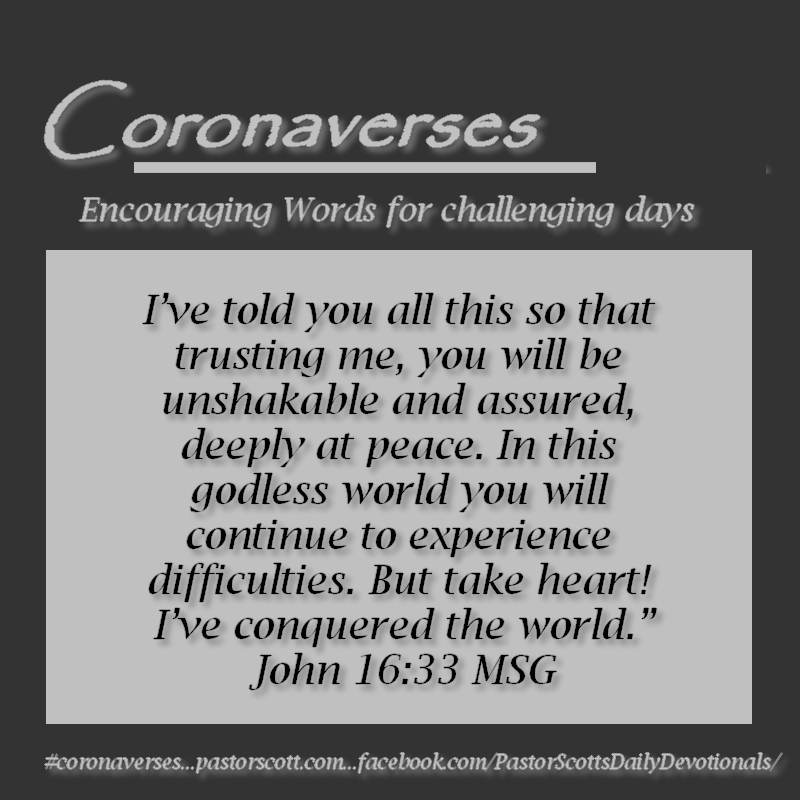 Coronaverses
Encouraging Words for challenging days
I’ve told you all this so that
trusting me, you will be
unshakable and assured,
deeply at peace. In this
godless world you will
continue to experience
difficulties. But take heart!
I’ve conquered the world.”
John 16:33 MSG
#coronaverses...pastorscott.com...facebook.com/PastorScottsDailyDevotionals/